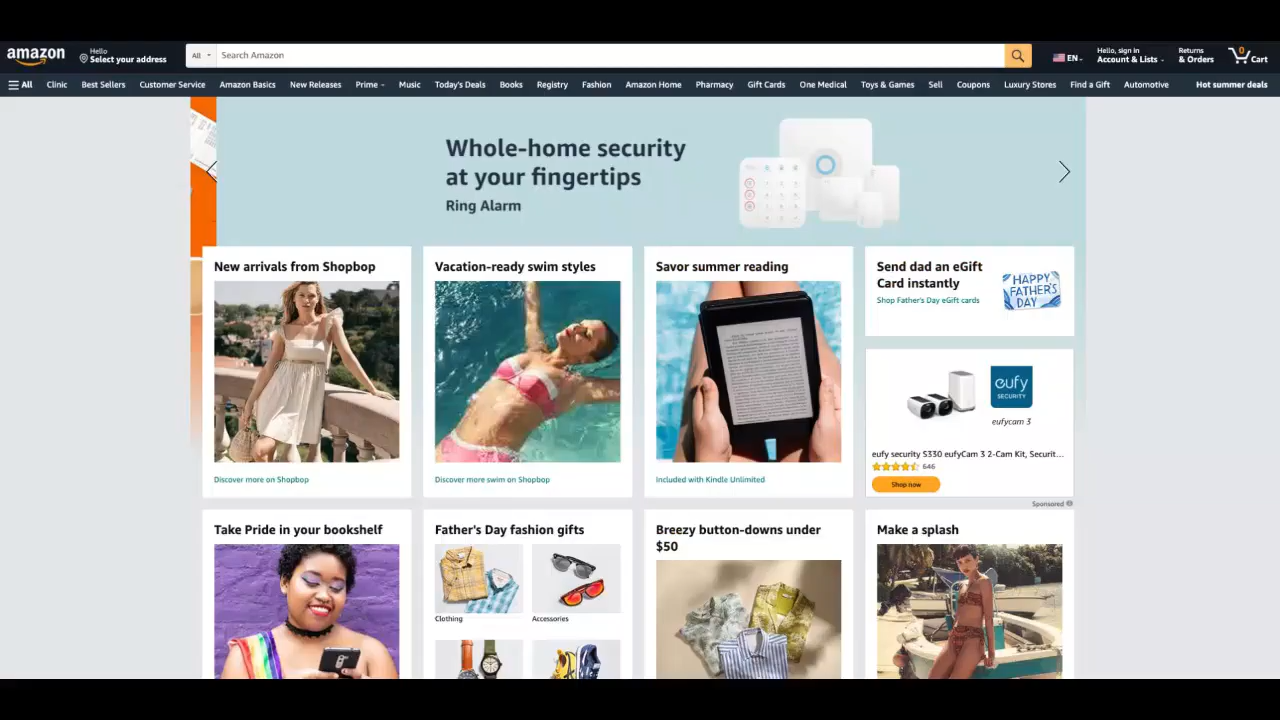 amazon
Hello
Select your address
All
Search Amazon
EN
Hello, sign in
Account & Lists
Returns
& Orders
0
Cart
All
Clinic
Best Sellers
Customer Service
Amazon Basics
New Releases
Prime
Music
Today's Deals
Books
Registry
Fashion
Amazon Home
Pharmacy
Gift Cards
One Medical
Toys & Games
Sell
Coupons
Luxury Stores
Find a Gift
Automotive
Hot summer deals
Whole-home security
at your fingertips
Ring Alarm
New arrivals from Shopbop
Discover more on Shopbop
Vacation-ready swim styles
Discover more swim on Shopbop
Savor summer reading
Included with Kindle Unlimited
Send dad an eGift
Card instantly
Shop Father's Day eGift cards
HAPPY
FATHER'S
DAY
eufy
SECURITY
eufycam 3
eufy security S330 eufyCam 3 2-Cam Kit, Securit...
646
Shop now
Sponsored
Take Pride in your bookshelf
Father's Day fashion gifts
Clothing
Accessories
Breezy button-downs under
$50
Make a splash